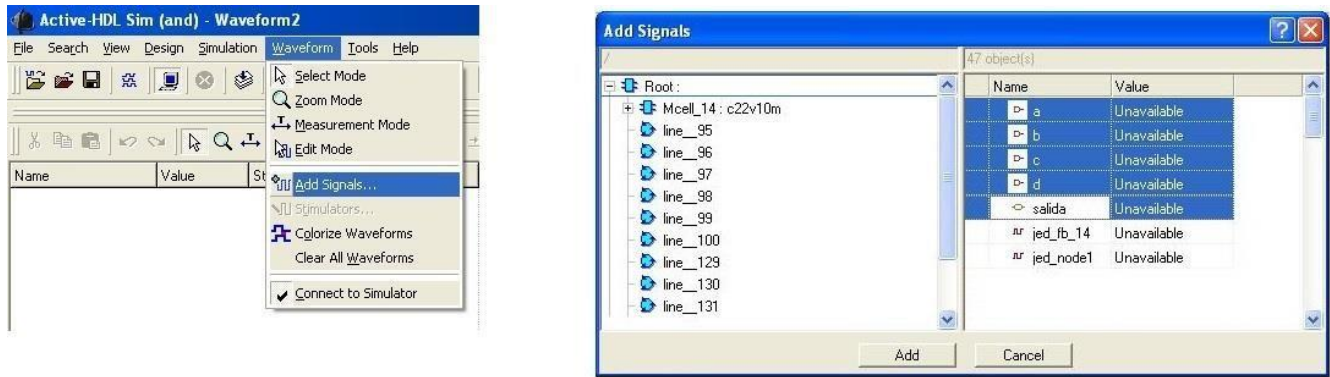 Active-HDL Sim (and) - Waveform2
File Search View Design Simulation Waveform Tools Help
Select Mode
Zoom Mode
Measurement Mode
Edit Mode
Add Signals...
Stimulators...
Colorize Waveforms
Clear All Waveforms
Connect to Simulator
Name Value St
Add Signals
/
47 object(s)
Root :
Mcell_14 : c22v10m
line__95
line__96
line__97
line__98
line__99
line__100
line__129
line__130
line__131
Name Value
a Unavailable
b Unavailable
c Unavailable
d Unavailable
salida Unavailable
jed_fb_14 Unavailable
jed_node1 Unavailable
Add Cancel